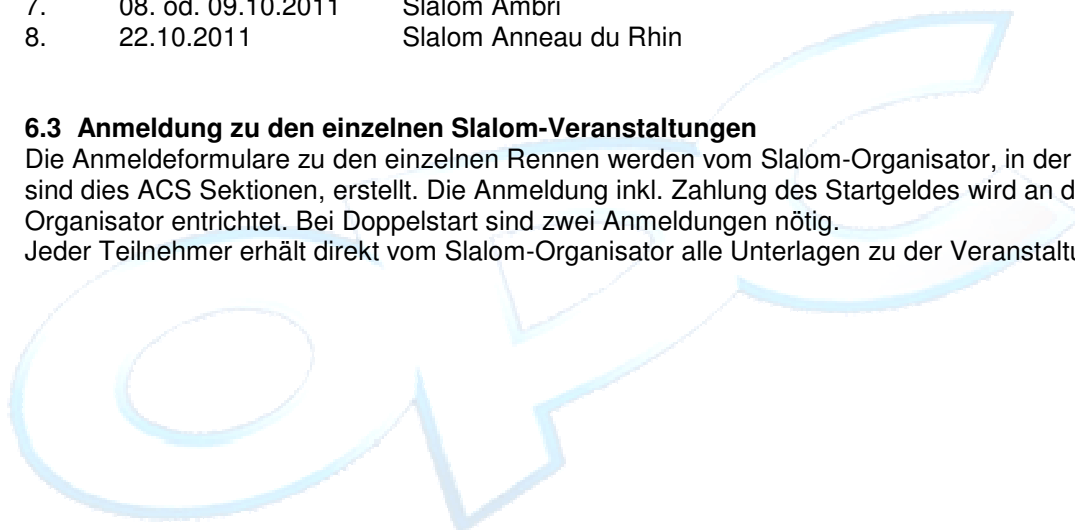 7. 08. od. 09.10.2011 Slalom Ambri
8. 22.10.2011 Slalom Anneau du Rhin
6.3 Anmeldung zu den einzelnen Slalom-Veranstaltungen
Die Anmeldeformulare zu den einzelnen Rennen werden vom Slalom-Organisator, in der
sind dies ACS Sektionen, erstellt. Die Anmeldung inkl. Zahlung des Startgeldes wird an d
Organisator entrichtet. Bei Doppelstart sind zwei Anmeldungen nötig.
Jeder Teilnehmer erhält direkt vom Slalom-Organisator alle Unterlagen zu der Veranstaltu
OPC